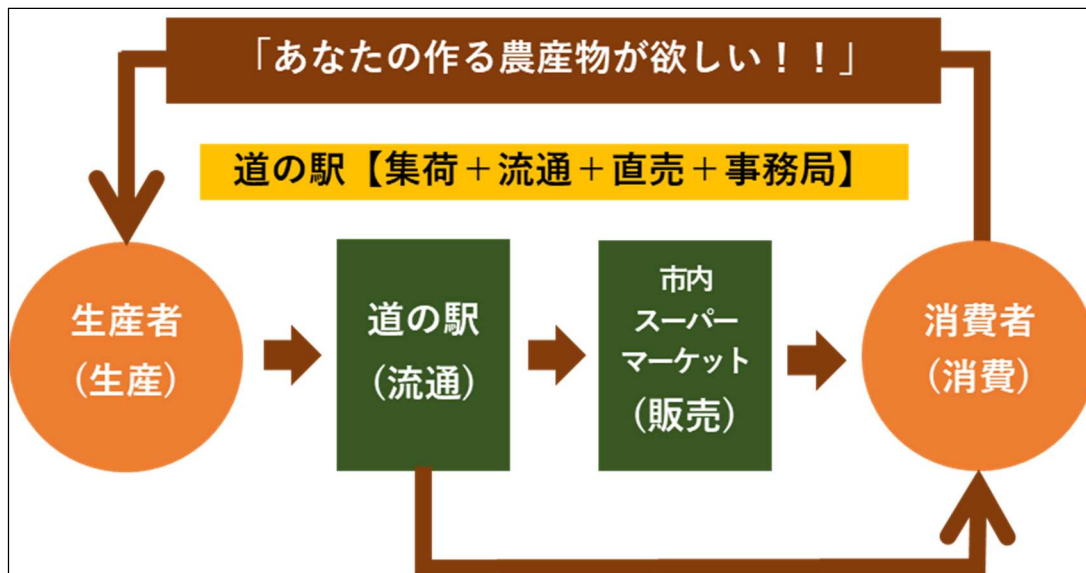 「あなたの作る農産物が欲しい！！」
道の駅【集荷＋流通＋直売＋事務局】
生産者
（生産）
道の駅
（流通）
市内
スーパー
マーケット
（販売）
消費者
（消費）